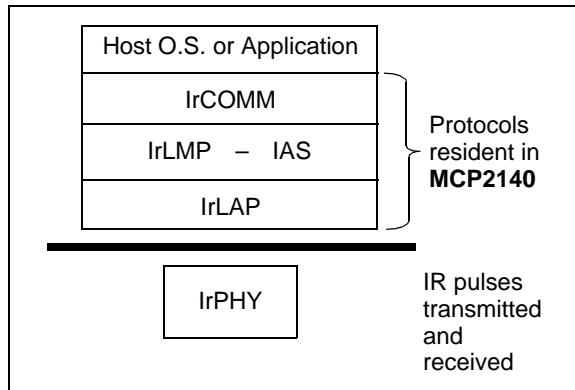 Host O.S. or Application
IrCOMM
IrLMP – IAS
IrLAP
Protocols
resident in
MCP2140
IrPHY
IR pulses
transmitted
and
received